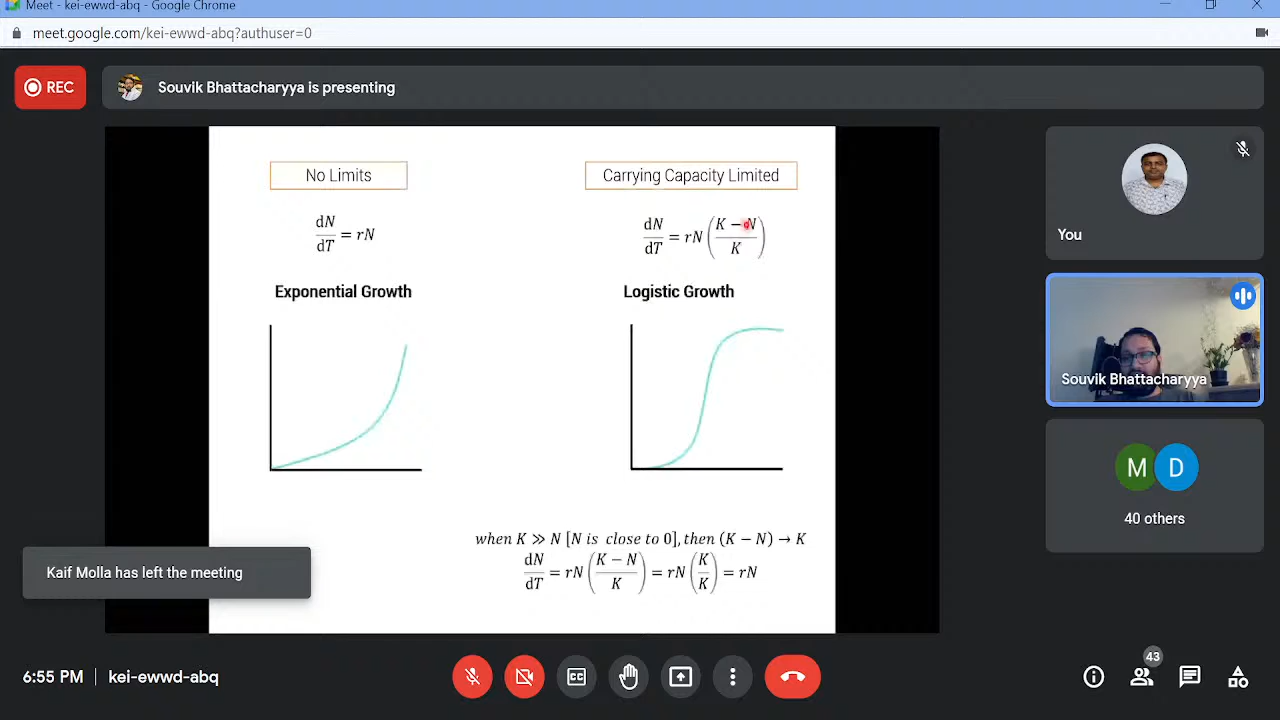 Meet - kei-ewwd-abq - Google Chrome
meet.google.com/kei-ewwd-abq?authuser=0
REC
Souvik Bhattacharyya is presenting
No Limits
Carrying Capacity Limited
dN/dT = rN
dN/dT = rN((K − N)/K)
Exponential Growth
Logistic Growth
You
Souvik Bhattacharyya
M D
40 others
when K ≫ N [N is close to 0], then (K − N) → K
dN/dT = rN((K − N)/K) = rN(K/K) = rN
Kaif Molla has left the meeting
6:55 PM | kei-ewwd-abq
CC
43